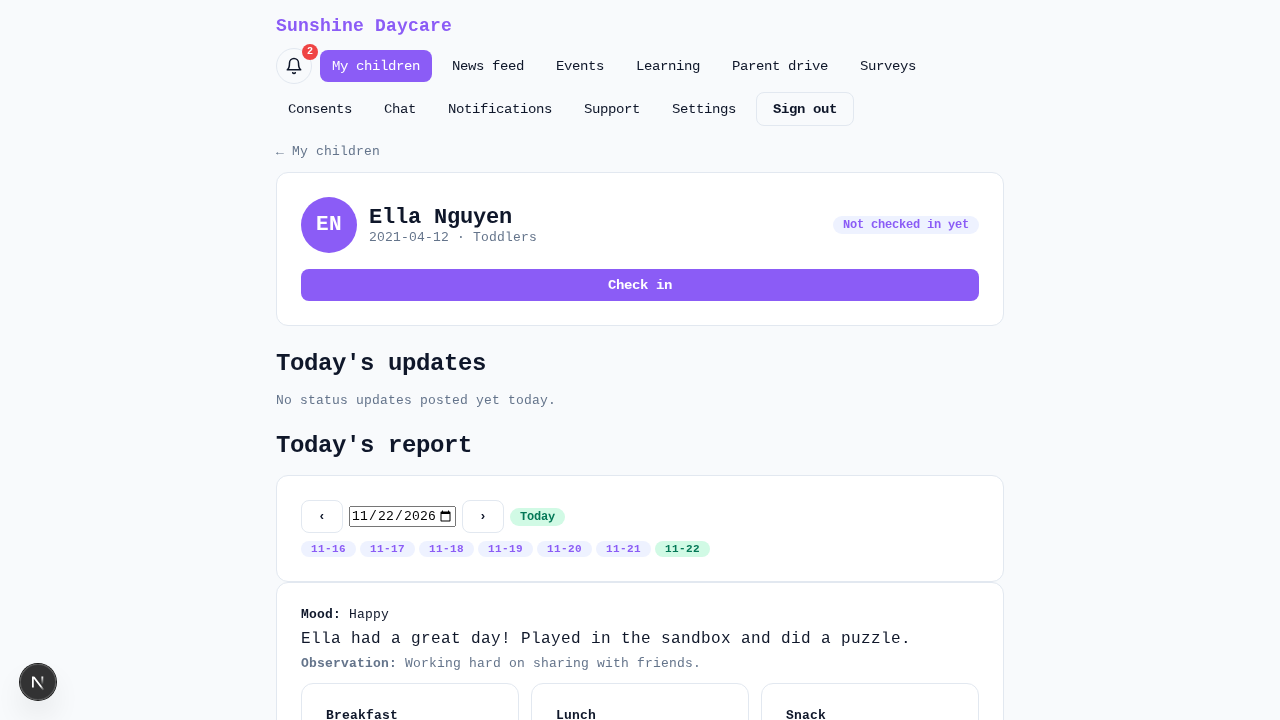 Sunshine Daycare
2
My children
News feed
Events
Learning
Parent drive
Surveys
Consents
Chat
Notifications
Support
Settings
Sign out
← My children
EN
Ella Nguyen
2021-04-12 · Toddlers
Not checked in yet
Check in
Today's updates
No status updates posted yet today.
Today's report
‹ 11/22/2026 › Today
11-16 11-17 11-18 11-19 11-20 11-21 11-22
Mood: Happy
Ella had a great day! Played in the sandbox and did a puzzle.
Observation: Working hard on sharing with friends.
Breakfast
Lunch
Snack
N